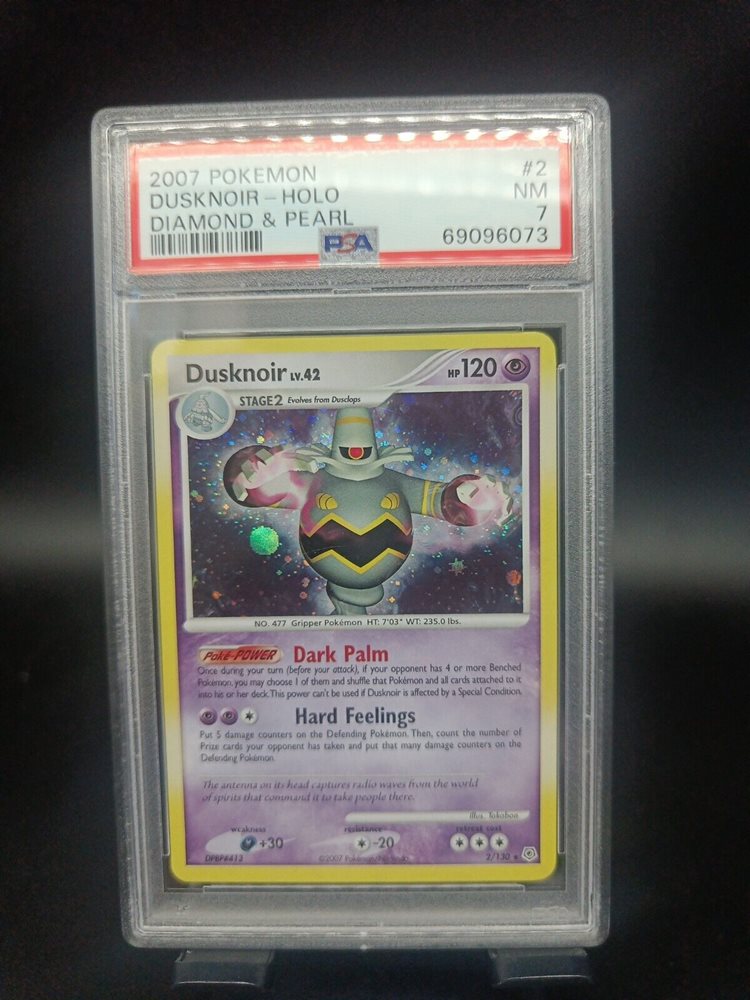 2007 POKEMON #2
DUSKNOIR - HOLO NM
DIAMOND & PEARL 7
PSA 69096073
Dusknoir LV.42 HP 120
STAGE2 Evolves from Dusclops
NO. 477 Gripper Pokémon HT: 7'03" WT: 235.0 lbs.
Poké-POWER Dark Palm
Once during your turn (before your attack), if your opponent has 4 or more Benched
Pokémon, you may choose 1 of them and shuffle that Pokémon and all cards attached to it
into his or her deck. This power can't be used if Dusknoir is affected by a Special Condition.
Hard Feelings
Put 5 damage counters on the Defending Pokémon. Then, count the number of
Prize cards your opponent has taken and put that many damage counters on the
Defending Pokémon.
The antenna on its head captures radio waves from the world
of spirits that command it to take people there.
Illus. Takabon
weakness resistance retreat cost
+30 -20
DPBP#413 ©2007 Pokémon/Nintendo 2/130